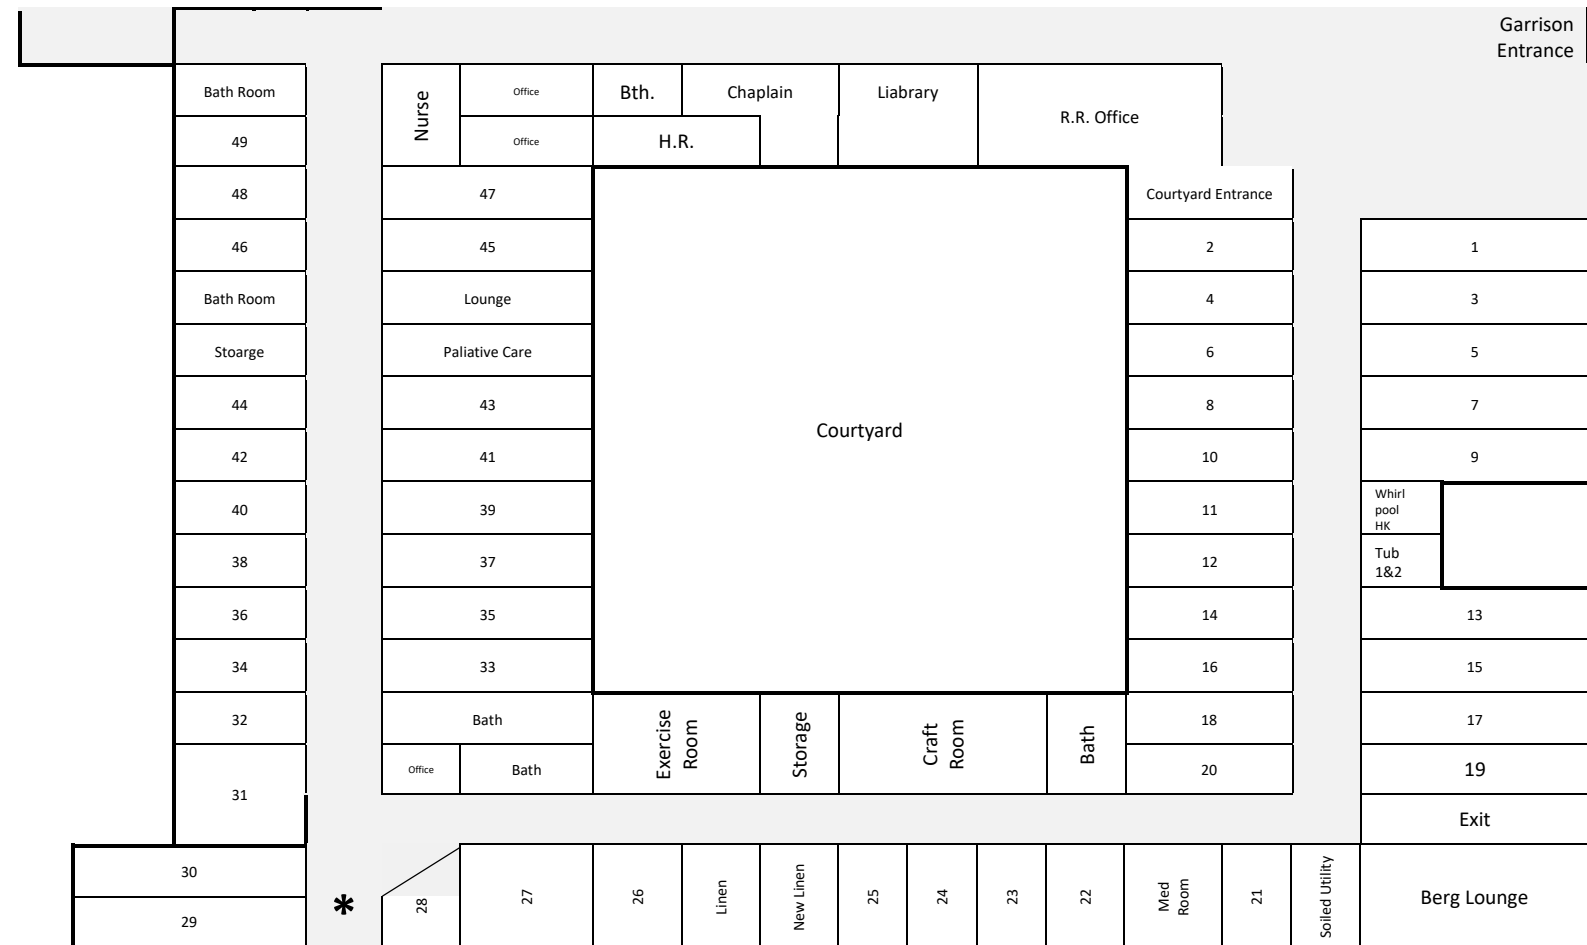 Garrison
Entrance
Bath Room
Nurse
Office
Bth.
Chaplain
Liabrary
R.R. Office
49
Office
H.R.
48
47
Courtyard Entrance
46
45
2
1
Bath Room
Lounge
4
3
Stoarge
Paliative Care
6
5
44
43
8
7
Courtyard
42
41
10
9
40
39
11
Whirl
pool
HK
38
37
12
Tub
1&2
36
35
14
13
34
33
16
15
32
Bath
Exercise
Room
Storage
Craft
Room
Bath
18
17
Office
Bath
20
19
31
Exit
30
29
*
28
27
26
Linen
New Linen
25
24
23
22
Med
Room
21
Soiled Utility
Berg Lounge